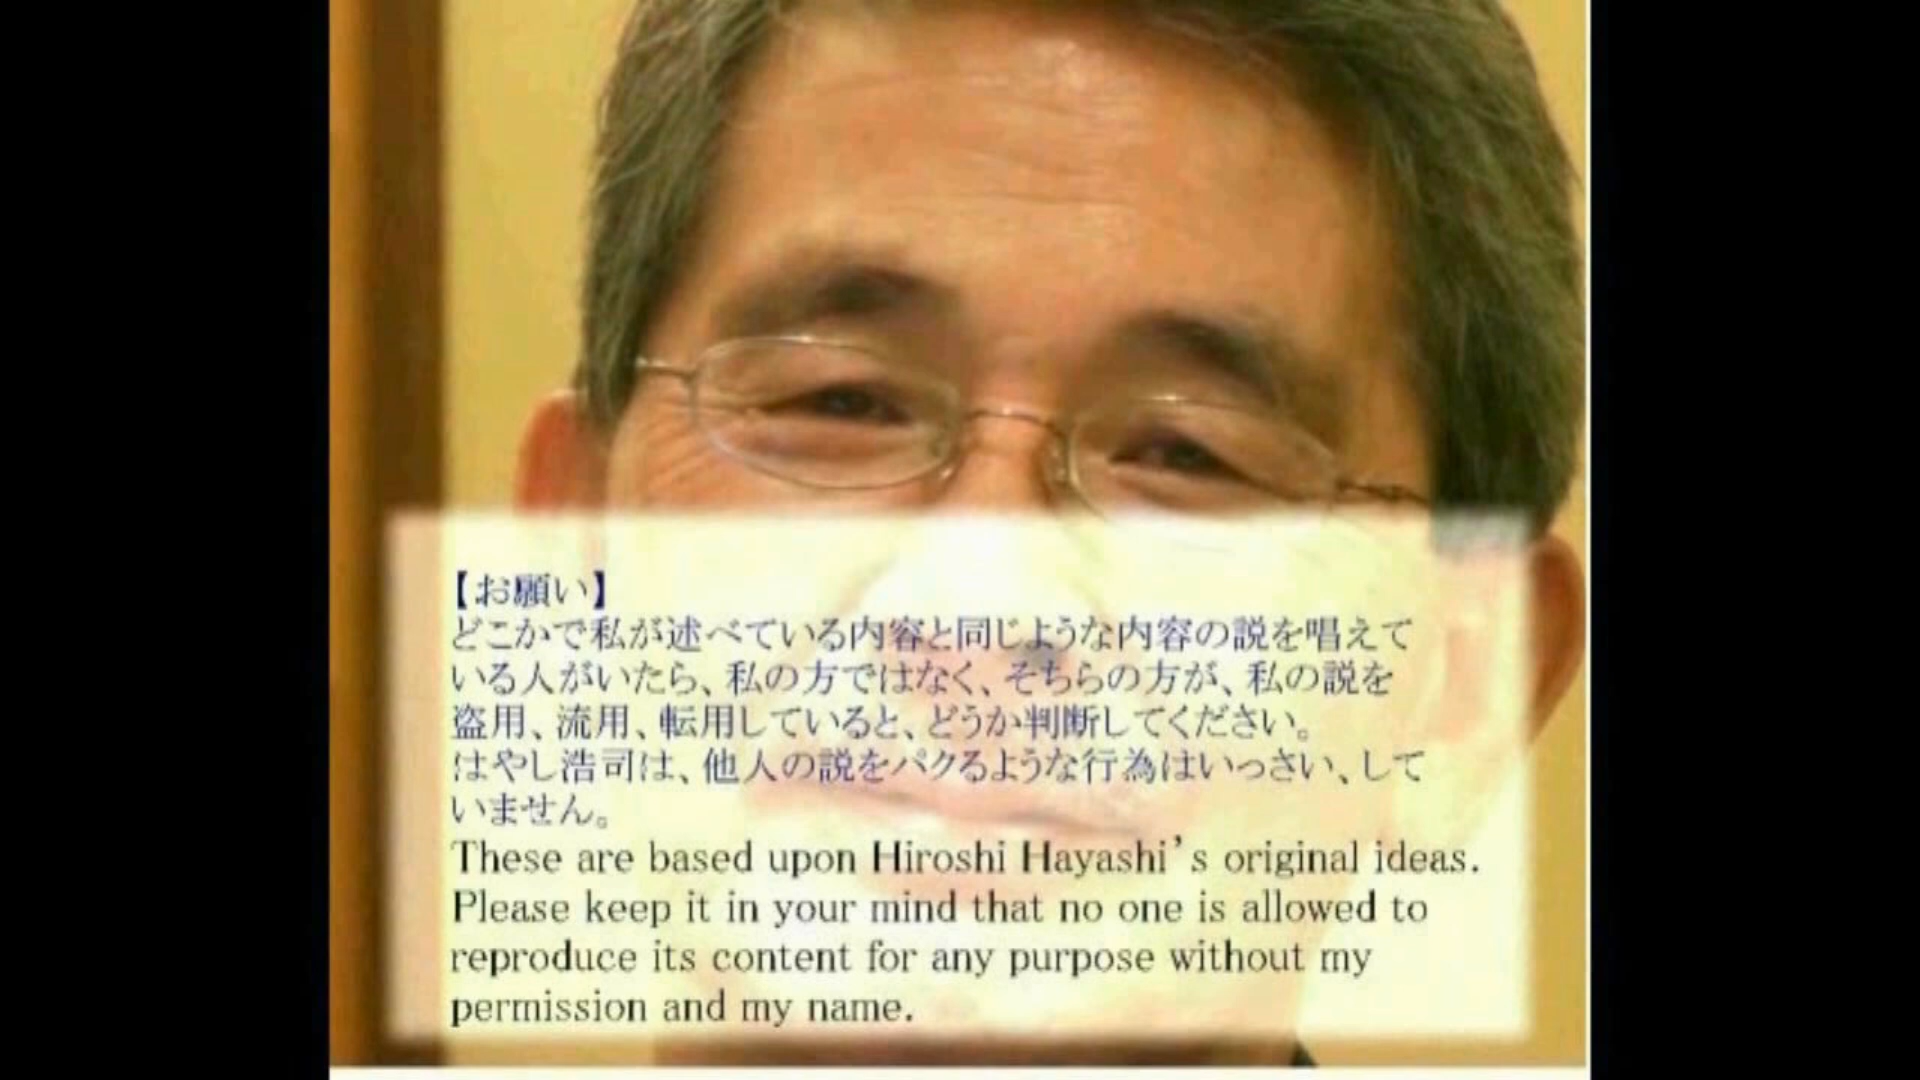 【お願い】
どこかで私が述べている内容と同じような内容の説を唱えて
いる人がいたら、私の方ではなく、そちらの方が、私の説を
盗用、流用、転用していると、どうか判断してください。
はやし浩司は、他人の説をパクるような行為はいっさい、して
いません。
These are based upon Hiroshi Hayashi's original ideas.
Please keep it in your mind that no one is allowed to
reproduce its content for any purpose without my
permission and my name.